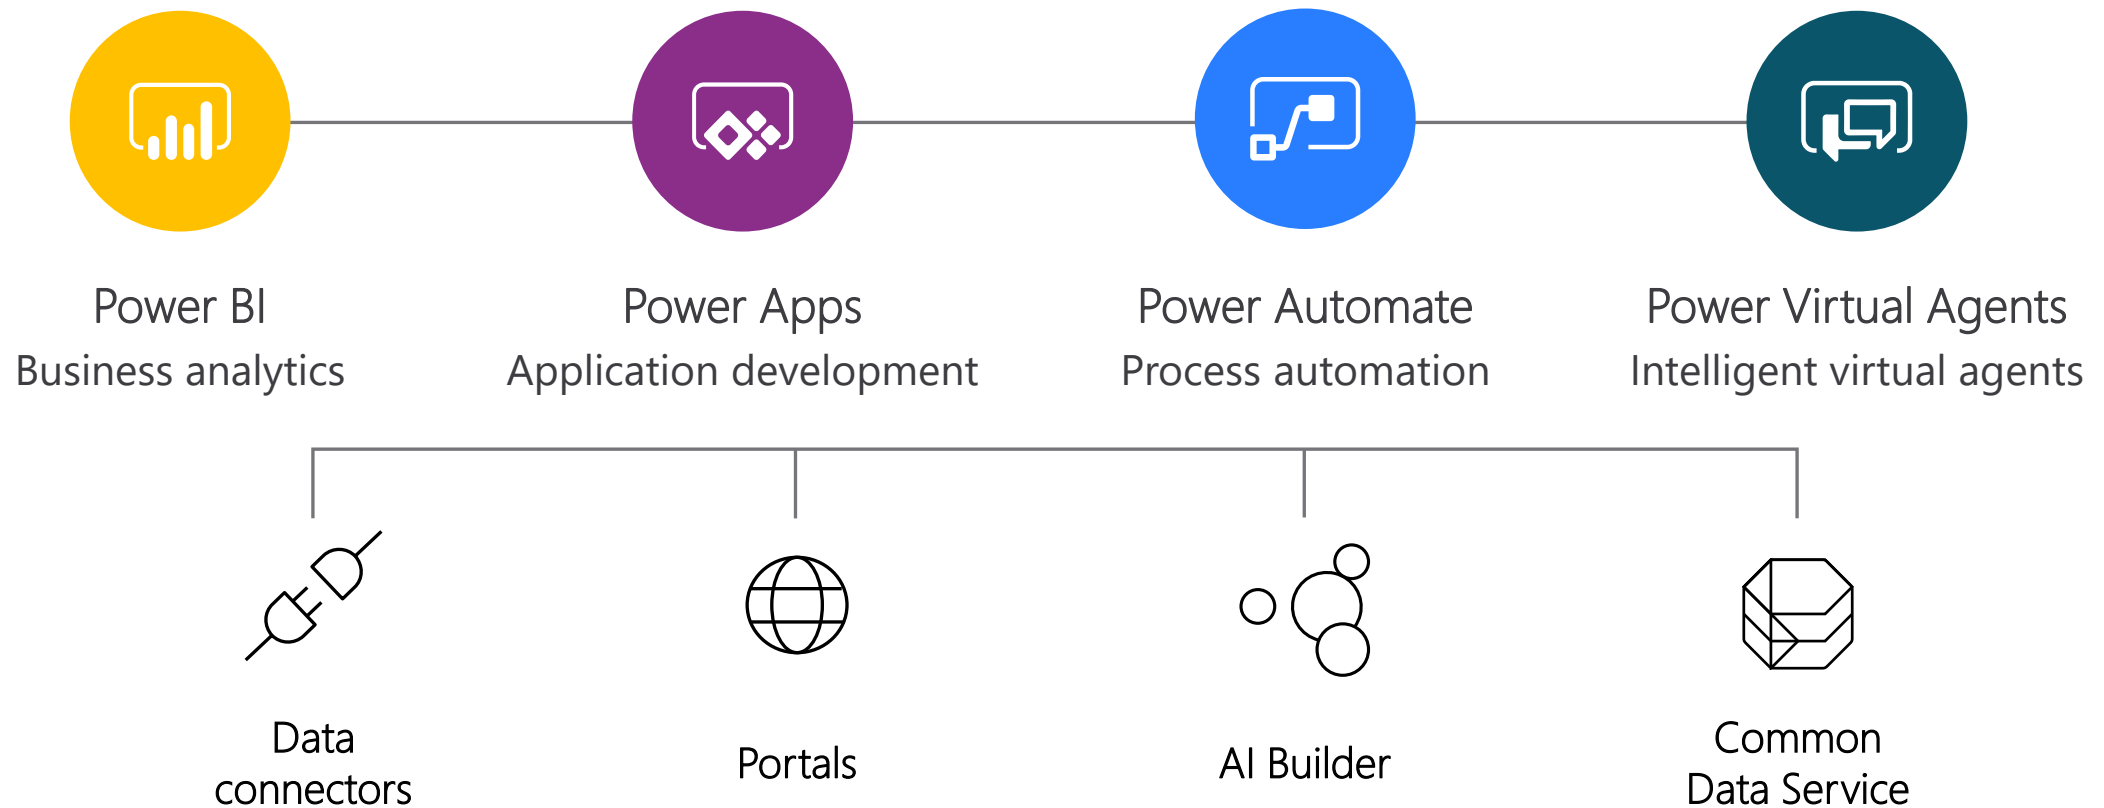 Power BI
Business analytics
Power Apps
Application development
Power Automate
Process automation
Power Virtual Agents
Intelligent virtual agents
Data
connectors
Portals
AI Builder
Common
Data Service